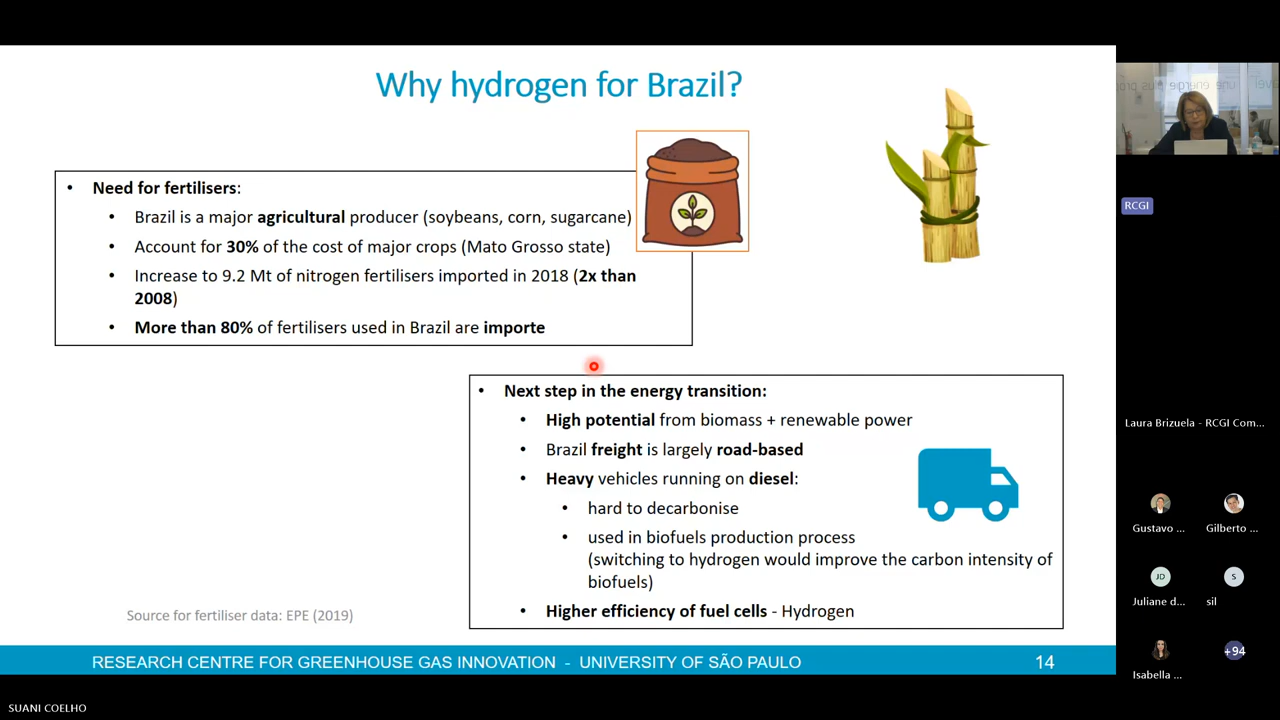 Why hydrogen for Brazil?
• Need for fertilisers:
• Brazil is a major agricultural producer (soybeans, corn, sugarcane)
• Account for 30% of the cost of major crops (Mato Grosso state)
• Increase to 9.2 Mt of nitrogen fertilisers imported in 2018 (2x than
2008)
• More than 80% of fertilisers used in Brazil are importe
• Next step in the energy transition:
• High potential from biomass + renewable power
• Brazil freight is largely road-based
• Heavy vehicles running on diesel:
• hard to decarbonise
• used in biofuels production process
(switching to hydrogen would improve the carbon intensity of
biofuels)
• Higher efficiency of fuel cells - Hydrogen
Source for fertiliser data: EPE (2019)
RESEARCH CENTRE FOR GREENHOUSE GAS INNOVATION - UNIVERSITY OF SÃO PAULO
14
RCGI
Laura Brizuela - RCGI Com...
Gustavo ...
Gilberto ...
JD
S
Juliane d...
sil
Isabella ...
+94
SUANI COELHO